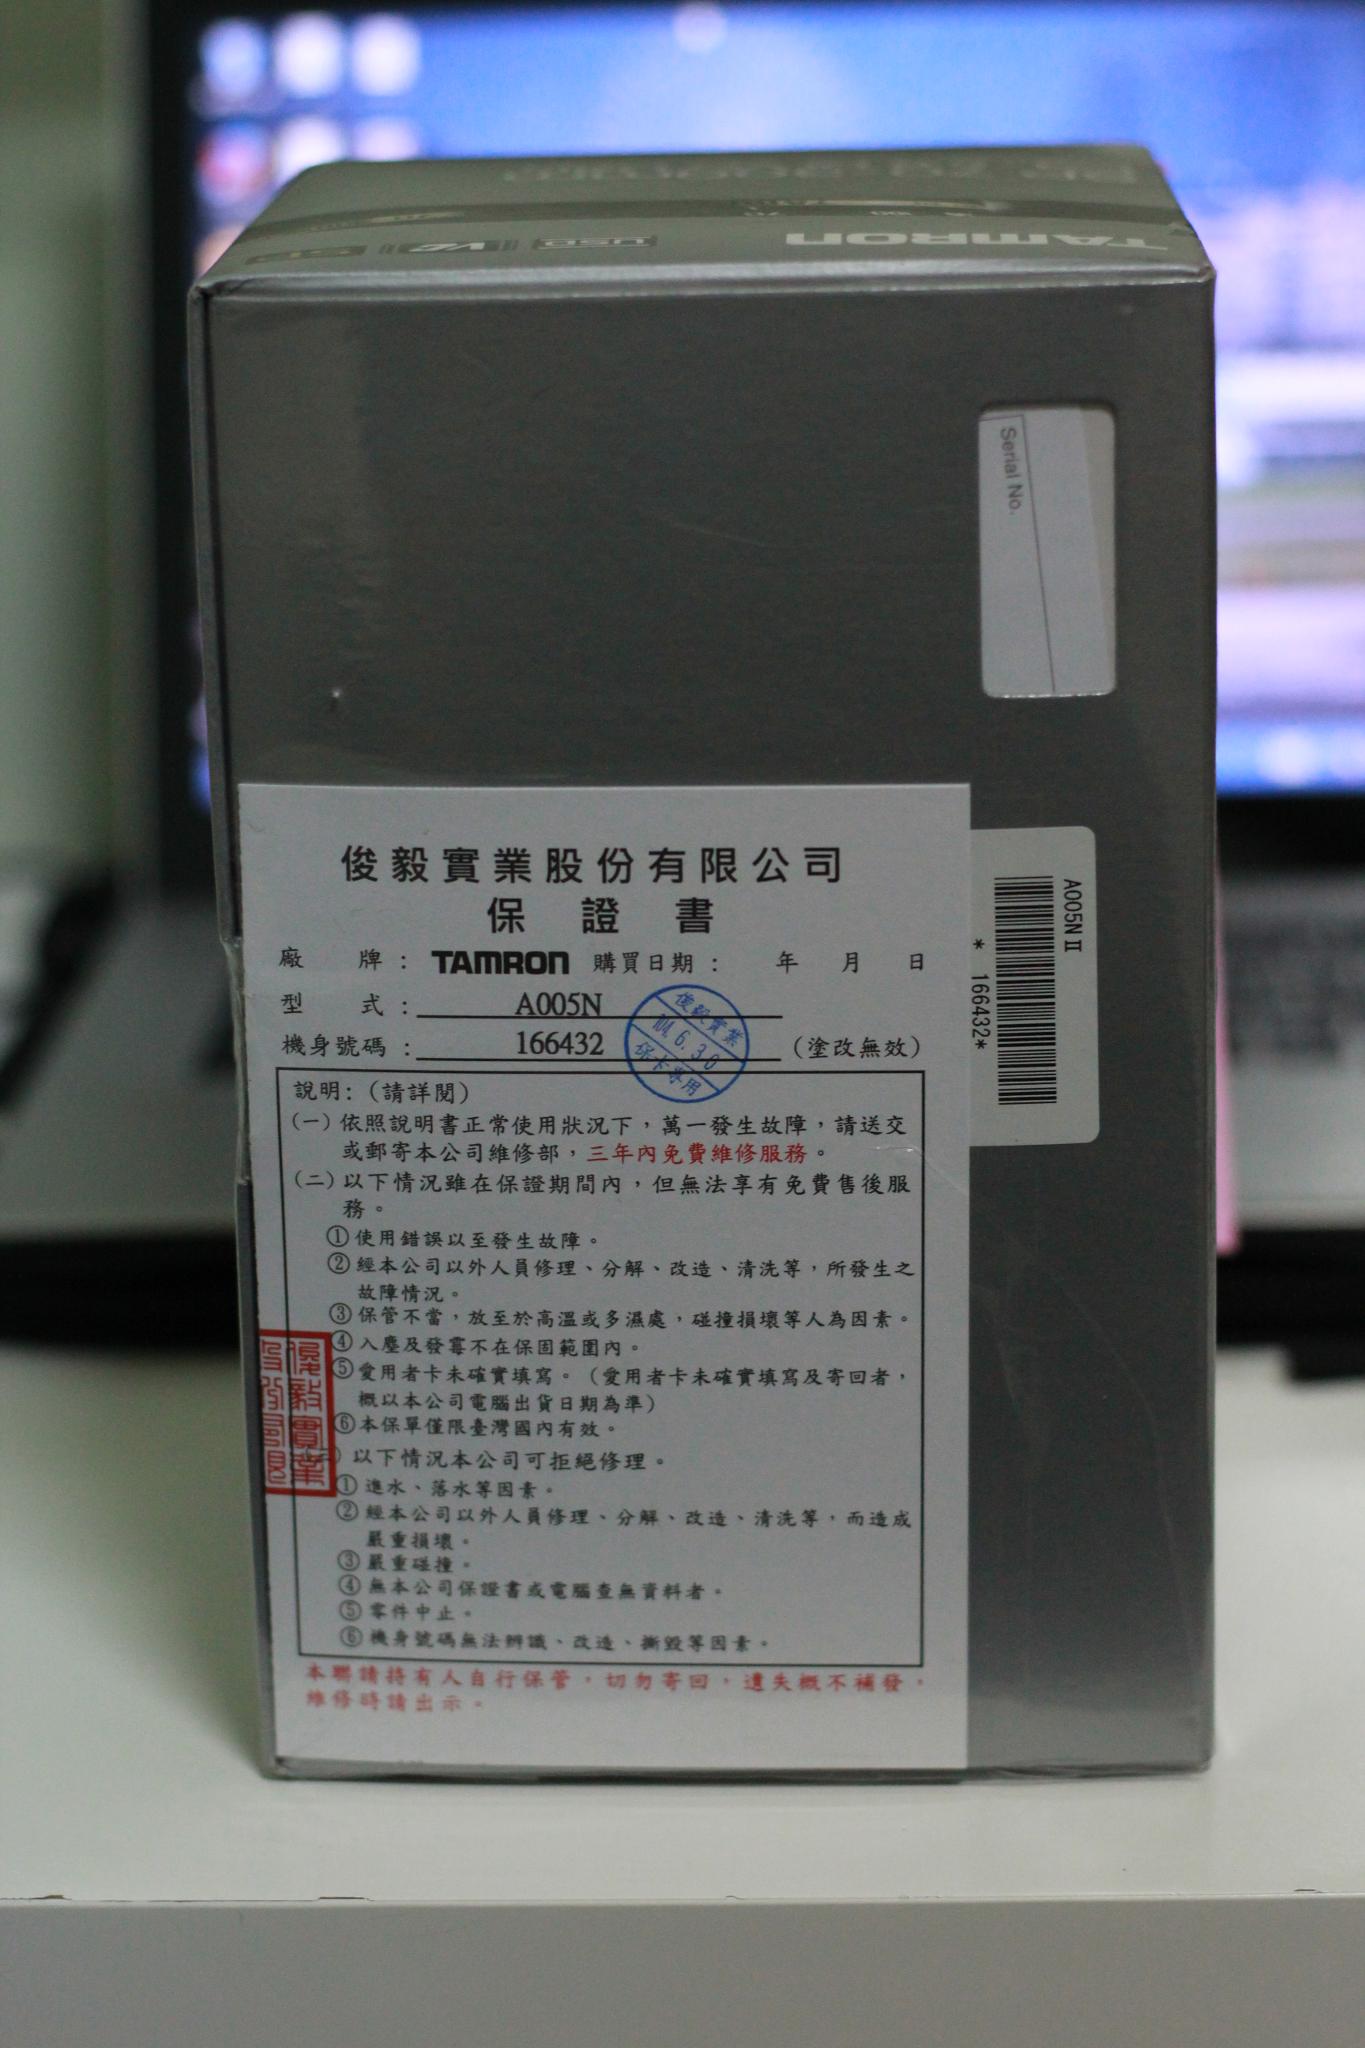 TAMRON
USD
VC
Serial No.
俊毅實業股份有限公司
保證書
廠牌：TAMRON 購買日期： 年 月 日
型式：A005N
機身號碼：166432 （塗改無效）
俊毅實業
104.6.30
保卡專用
A005N II
*166432*
說明：（請詳閱）
（一）依照說明書正常使用狀況下，萬一發生故障，請送交
或郵寄本公司維修部，三年內免費維修服務。
（二）以下情況雖在保證期間內，但無法享有免費售後服
務。
①使用錯誤以至發生故障。
②經本公司以外人員修理、分解、改造、清洗等，所發生之
故障情況。
③保管不當，放至於高溫或多濕處，碰撞損壞等人為因素。
④入塵及發霉不在保固範圍內。
⑤愛用者卡未確實填寫。（愛用者卡未確實填寫及寄回者，
概以本公司電腦出貨日期為準）
⑥本保單僅限臺灣國內有效。
以下情況本公司可拒絕修理。
①進水、落水等因素。
②經本公司以外人員修理、分解、改造、清洗等，而造成
嚴重損壞。
③嚴重碰撞。
④無本公司保證書或電腦查無資料者。
⑤零件中止。
⑥機身號碼無法辨識、改造、撕毀等因素。
俊毅實業
本聯請持有人自行保管，切勿寄回，遺失概不補發，
維修時請出示。